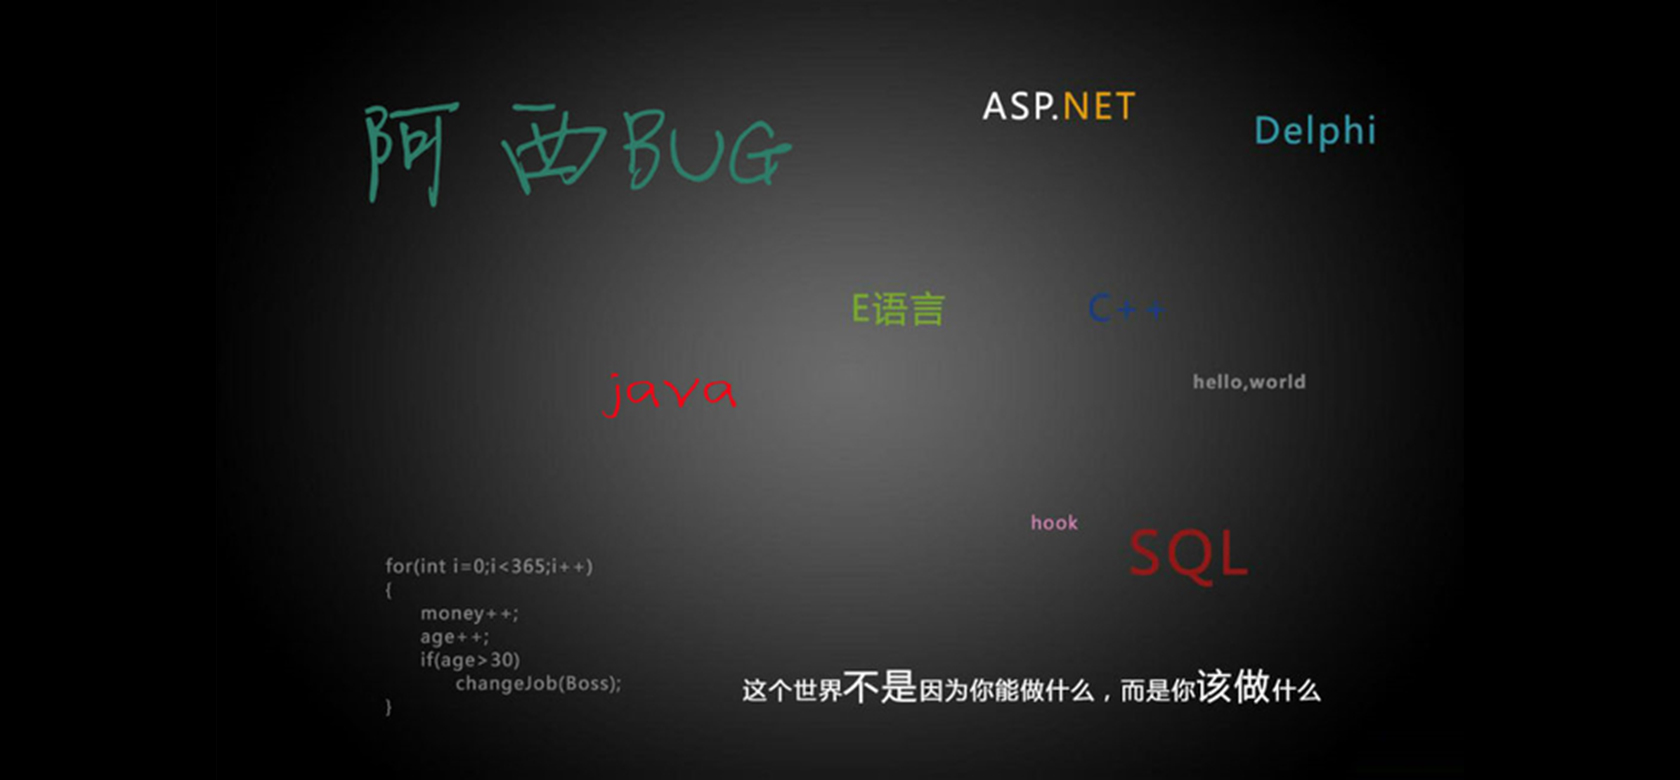 阿西BUG
ASP.NET
Delphi
E语言
C++
java
hello,world
hook
SQL
for(int i=0;i<365;i++)
{
money++;
age++;
if(age>30)
changeJob(Boss);
}
这个世界不是因为你能做什么，而是你该做什么